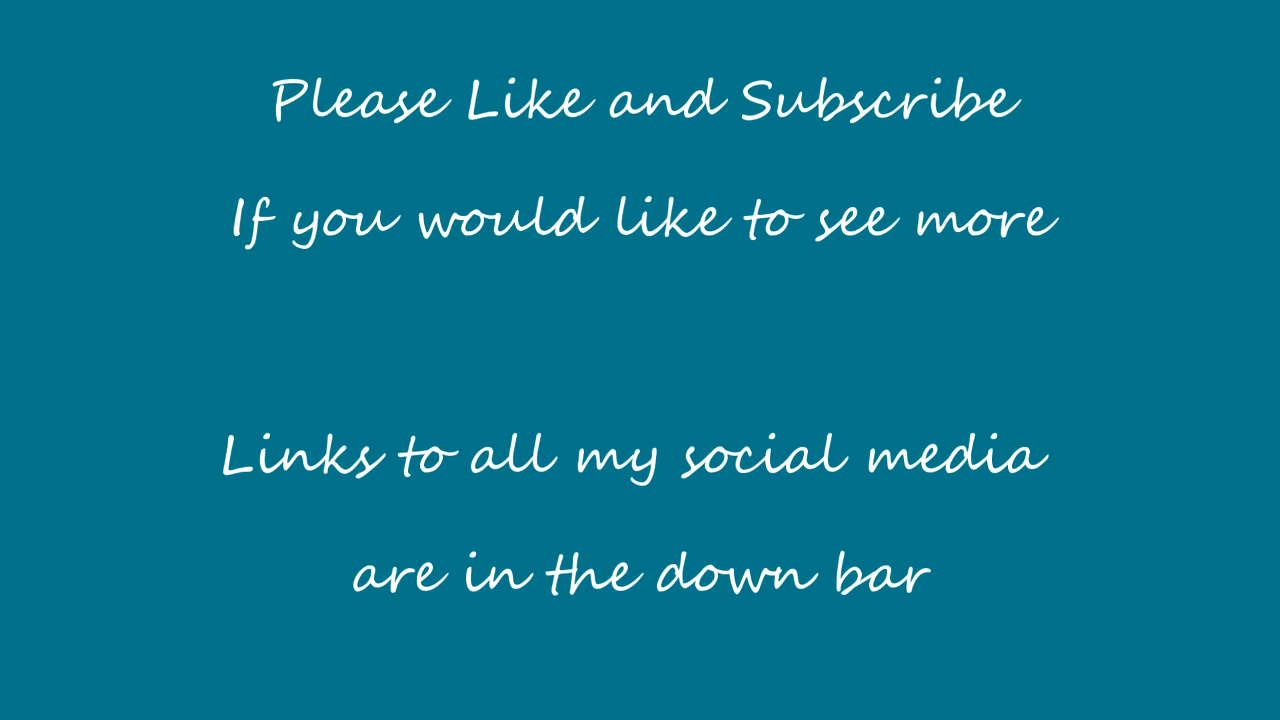 Please Like and Subscribe
If you would like to see more
Links to all my social media
are in the down bar